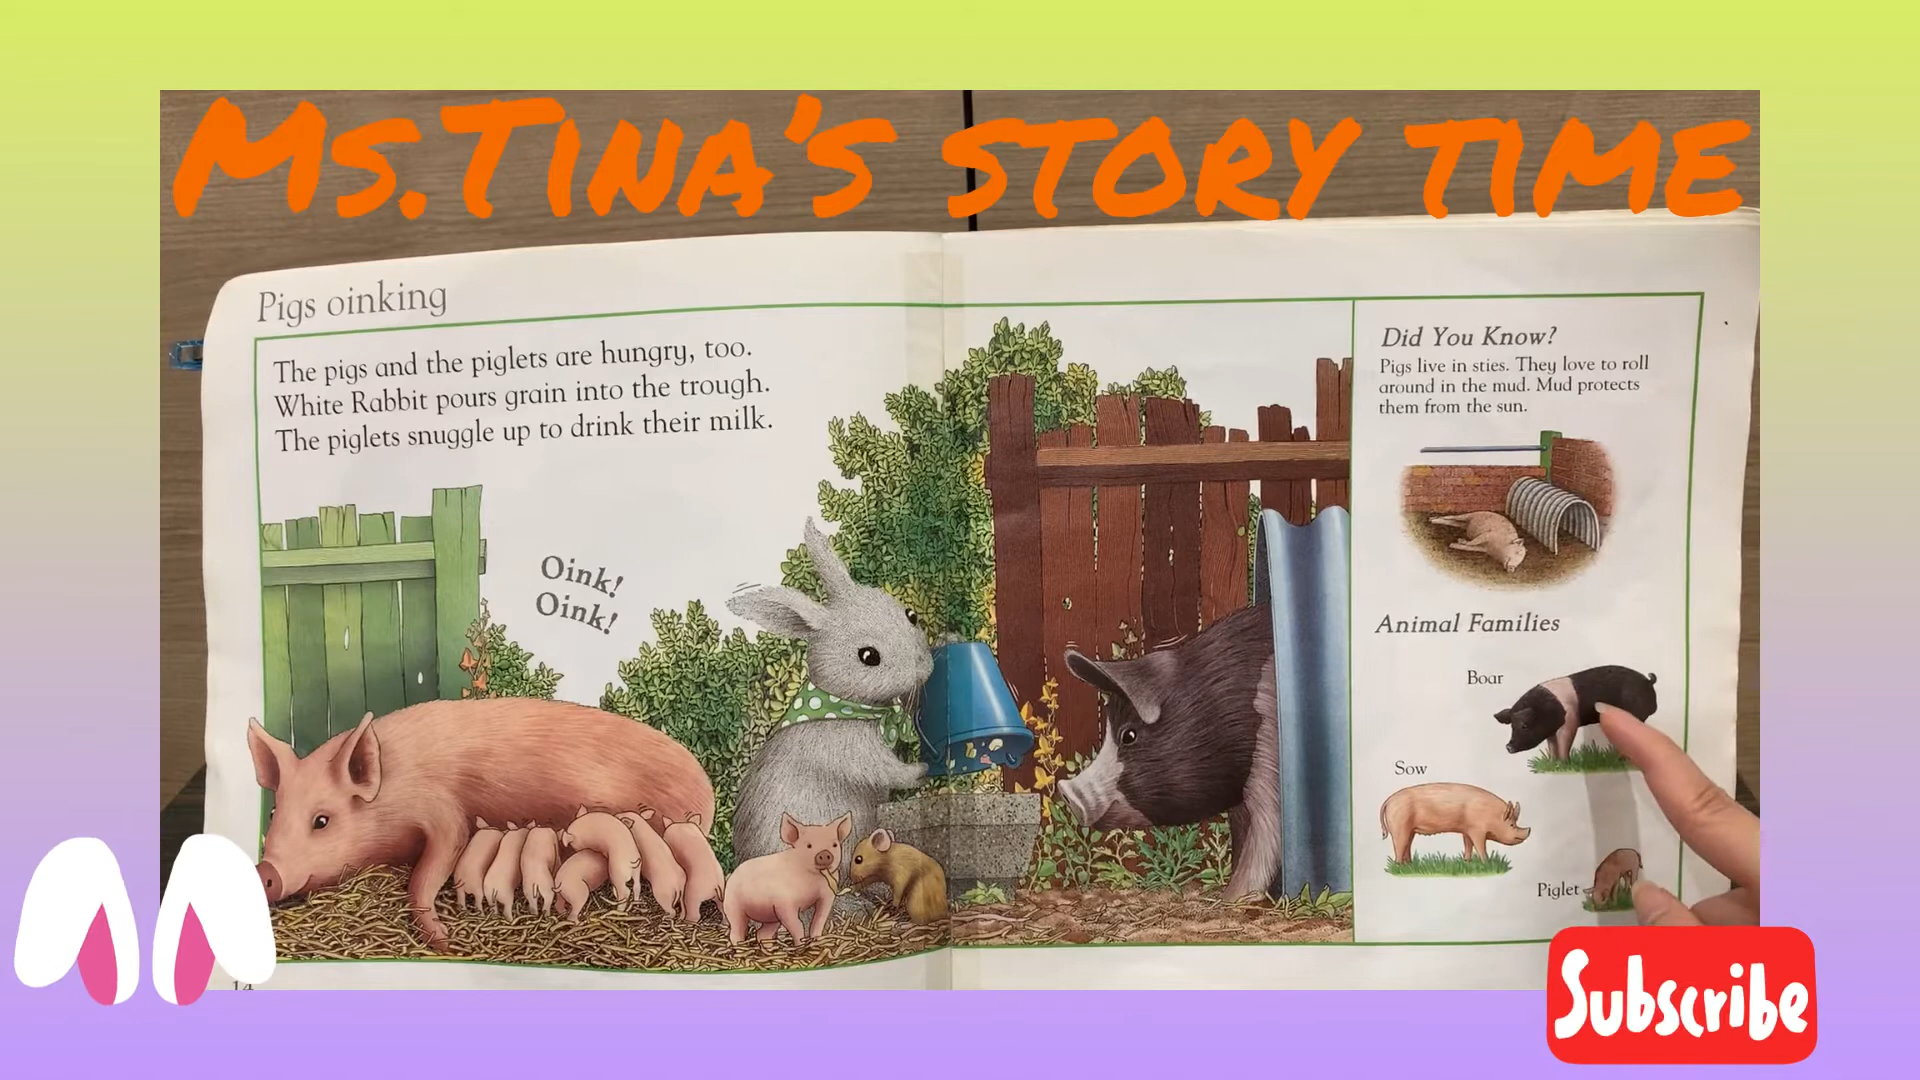 Ms.Tina's story time
Pigs oinking
The pigs and the piglets are hungry, too.
White Rabbit pours grain into the trough.
The piglets snuggle up to drink their milk.
Oink!
Oink!
Did You Know?
Pigs live in sties. They love to roll
around in the mud. Mud protects
them from the sun.
Animal Families
Boar
Sow
Piglet
14
Subscribe